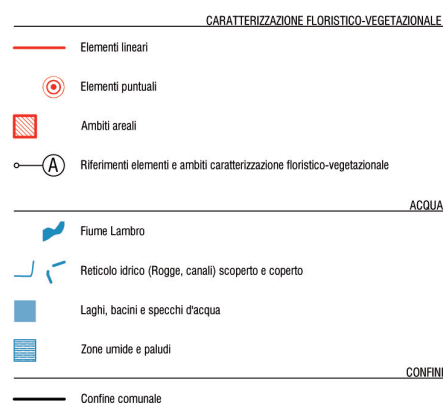 CARATTERIZZAZIONE FLORISTICO-VEGETAZIONALE
Elementi lineari
Elementi puntuali
Ambiti areali
A Riferimenti elementi e ambiti caratterizzazione floristico-vegetazionale
ACQUA
Fiume Lambro
Reticolo idrico (Rogge, canali) scoperto e coperto
Laghi, bacini e specchi d'acqua
Zone umide e paludi
CONFINI
Confine comunale